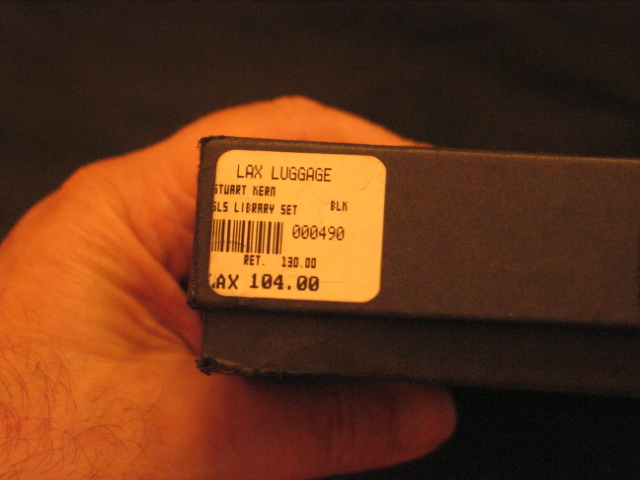 LAX LUGGAGE
STUART KERN
GLS LIBRARY SET BLK
000490
RET. 130.00
LAX 104.00